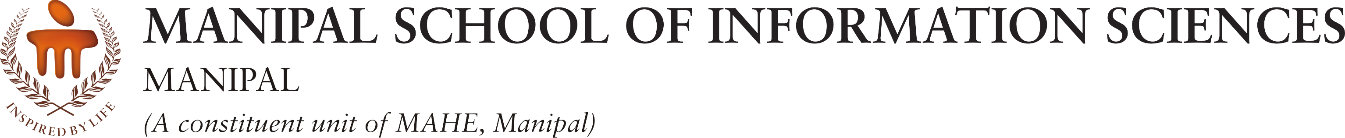 MANIPAL SCHOOL OF INFORMATION SCIENCES
MANIPAL
(A constituent unit of MAHE, Manipal)
INSPIRED BY LIFE